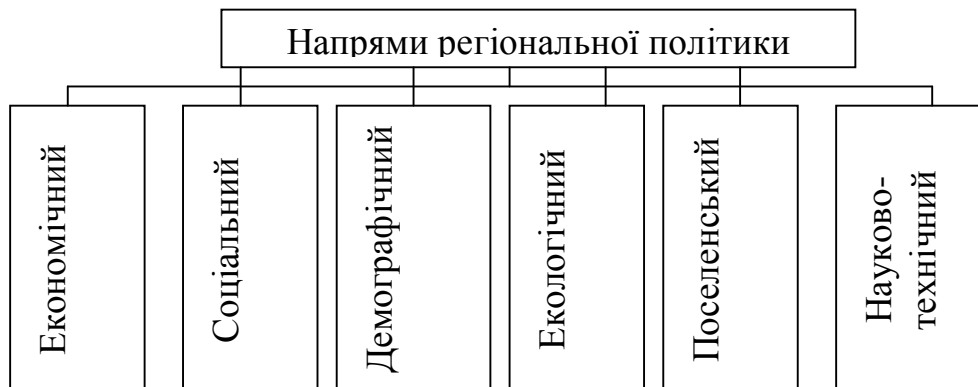 Напрями регіональної політики
Економічний
Соціальний
Демографічний
Екологічний
Поселенський
Науково-
технічний